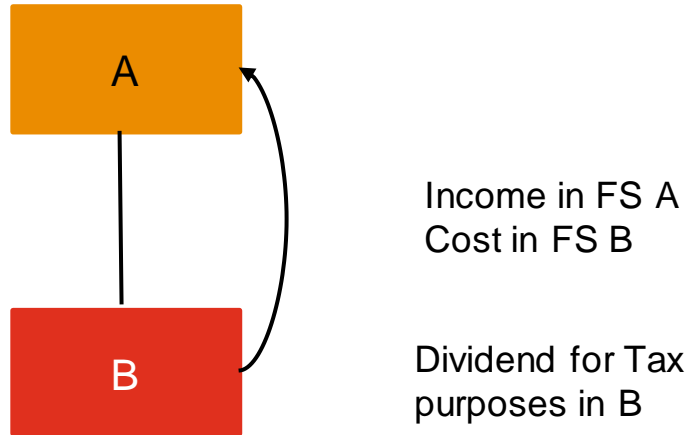 A
Income in FS A
Cost in FS B
B
Dividend for Tax
purposes in B